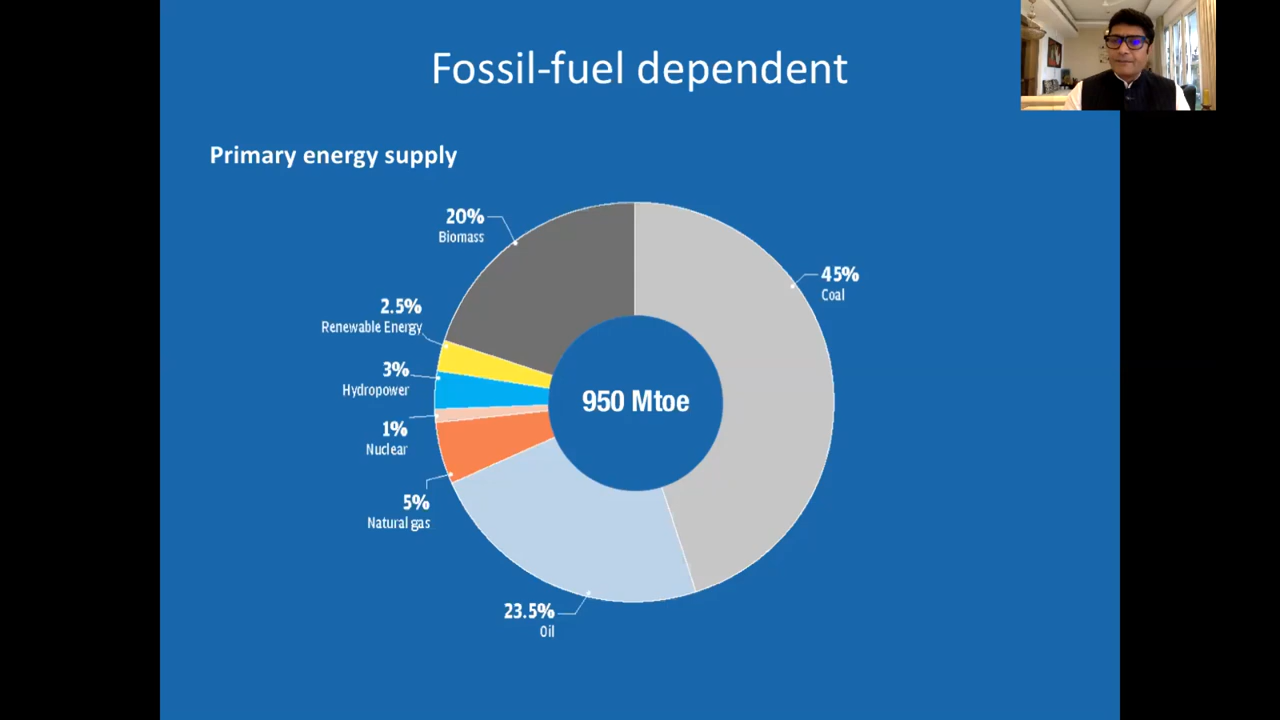 Fossil-fuel dependent
Primary energy supply
20%
Biomass
45%
Coal
2.5%
Renewable Energy
3%
Hydropower
950 Mtoe
1%
Nuclear
5%
Natural gas
23.5%
Oil